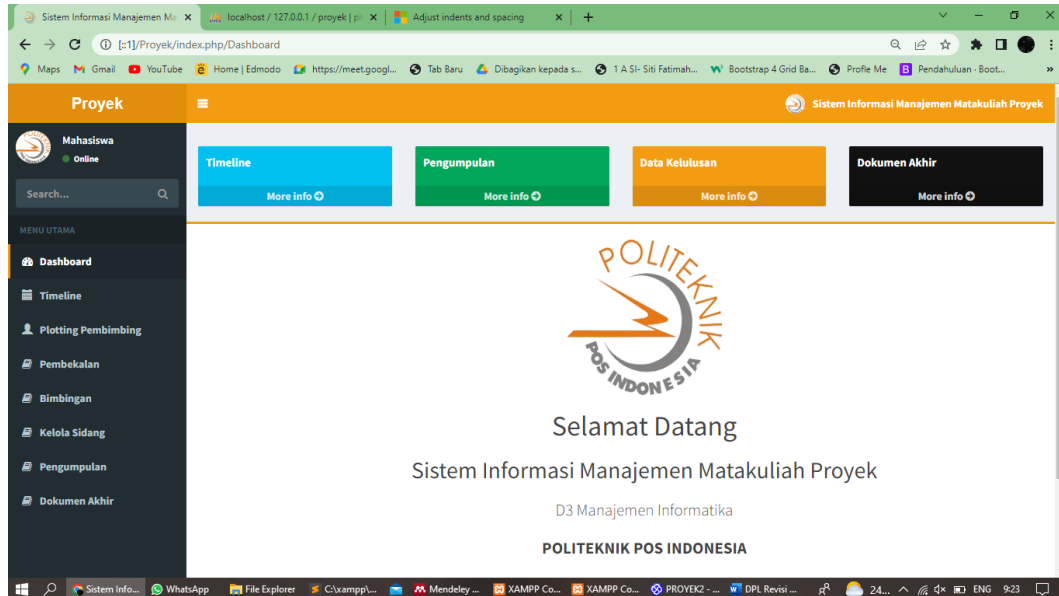 Sistem Informasi Manajemen Ma
localhost / 127.0.0.1 / proyek | p
Adjust indents and spacing
[::1]/Proyek/index.php/Dashboard
Maps Gmail YouTube Home | Edmodo https://meet.googl... Tab Baru Dibagikan kepada s... 1 A SI- Siti Fatimah... Bootstrap 4 Grid Ba... Profle Me Pendahuluan · Boot... »
Proyek
Sistem Informasi Manajemen Matakuliah Proyek
Mahasiswa
Online
Search...
MENU UTAMA
Dashboard
Timeline
Plotting Pembimbing
Pembekalan
Bimbingan
Kelola Sidang
Pengumpulan
Dokumen Akhir
Timeline
More info
Pengumpulan
More info
Data Kelulusan
More info
Dokumen Akhir
More info
POLITEKNIK
POS INDONESIA
Selamat Datang
Sistem Informasi Manajemen Matakuliah Proyek
D3 Manajemen Informatika
POLITEKNIK POS INDONESIA
Sistem Info... WhatsApp File Explorer C:\xampp\... Mendeley ... XAMPP Co... XAMPP Co... PROYEK2 - ... DPL Revisi ... 24... ENG 9:23